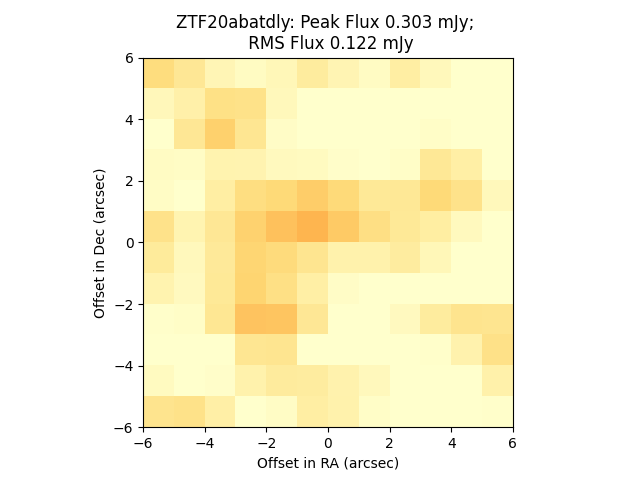 ZTF20abatdly: Peak Flux 0.303 mJy;
RMS Flux 0.122 mJy
6
4
2
0
−2
−4
−6
Offset in Dec (arcsec)
−6 −4 −2 0 2 4 6
Offset in RA (arcsec)